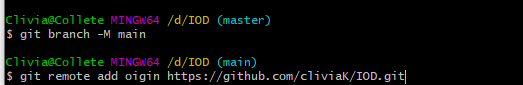 Clivia@Collete MINGW64 /d/IOD (master)
$ git branch -M main
Clivia@Collete MINGW64 /d/IOD (main)
$ git remote add oigin https://github.com/cliviaK/IOD.git